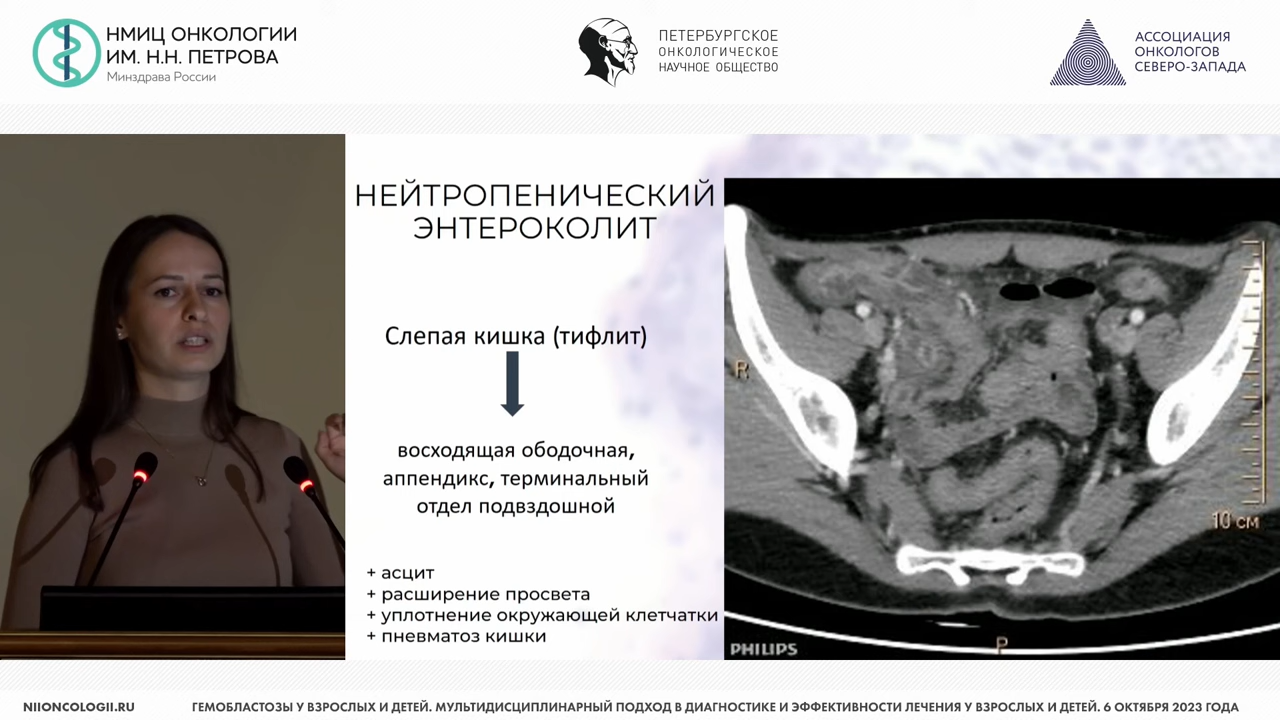 НМИЦ ОНКОЛОГИИ
ИМ. Н.Н. ПЕТРОВА
Минздрава России
ПЕТЕРБУРГСКОЕ
ОНКОЛОГИЧЕСКОЕ
НАУЧНОЕ ОБЩЕСТВО
АССОЦИАЦИЯ
ОНКОЛОГОВ
СЕВЕРО-ЗАПАДА
НЕЙТРОПЕНИЧЕСКИЙ
ЭНТЕРОКОЛИТ
Слепая кишка (тифлит)
восходящая ободочная,
аппендикс, терминальный
отдел подвздошной
+ асцит
+ расширение просвета
+ уплотнение окружающей клетчатки
+ пневматоз кишки
R
10 см
P
PHILIPS
NIIONCOLOGII.RU
ГЕМОБЛАСТОЗЫ У ВЗРОСЛЫХ И ДЕТЕЙ. МУЛЬТИДИСЦИПЛИНАРНЫЙ ПОДХОД В ДИАГНОСТИКЕ И ЭФФЕКТИВНОСТИ ЛЕЧЕНИЯ У ВЗРОСЛЫХ И ДЕТЕЙ. 6 ОКТЯБРЯ 2023 ГОДА